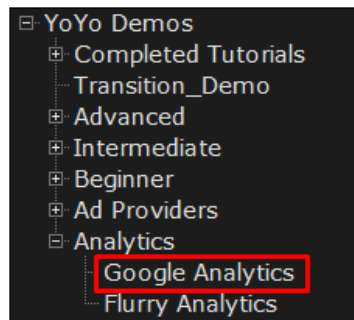 YoYo Demos
Completed Tutorials
Transition_Demo
Advanced
Intermediate
Beginner
Ad Providers
Analytics
Google Analytics
Flurry Analytics